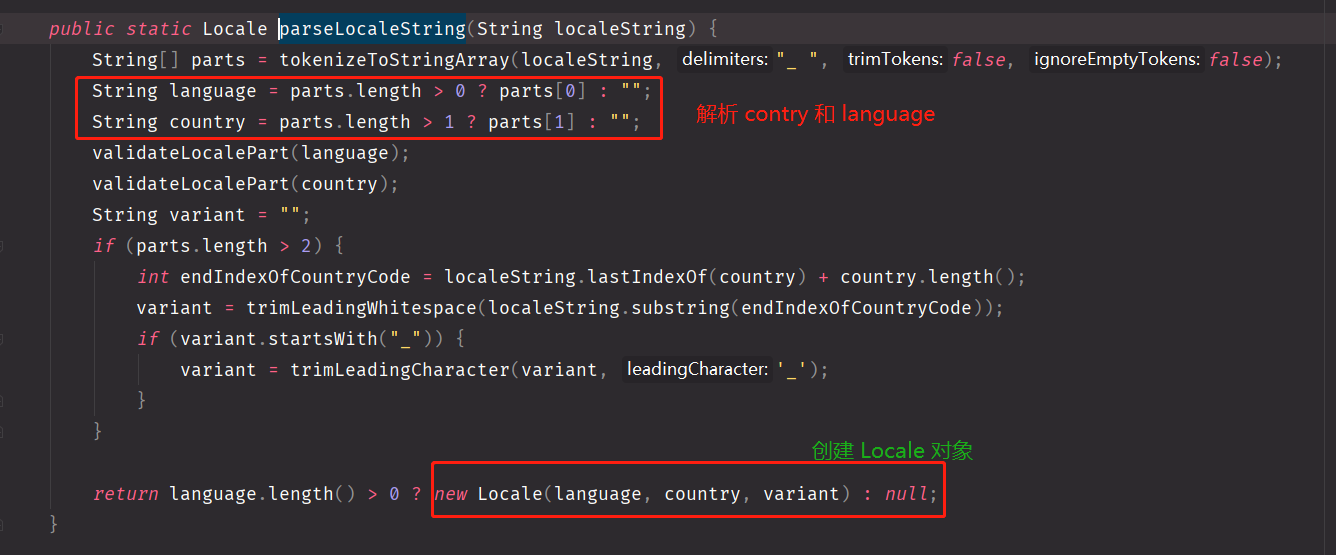 public static Locale parseLocaleString(String localeString) {
String[] parts = tokenizeToStringArray(localeString, delimiters: "_ ", trimTokens: false, ignoreEmptyTokens: false);
String language = parts.length > 0 ? parts[0] : "";
String country = parts.length > 1 ? parts[1] : "";
解析 contry 和 language
validateLocalePart(language);
validateLocalePart(country);
String variant = "";
if (parts.length > 2) {
int endIndexOfCountryCode = localeString.lastIndexOf(country) + country.length();
variant = trimLeadingWhitespace(localeString.substring(endIndexOfCountryCode));
if (variant.startsWith("_")) {
variant = trimLeadingCharacter(variant, leadingCharacter: '_');
}
}
创建 Locale 对象
return language.length() > 0 ? new Locale(language, country, variant) : null;
}